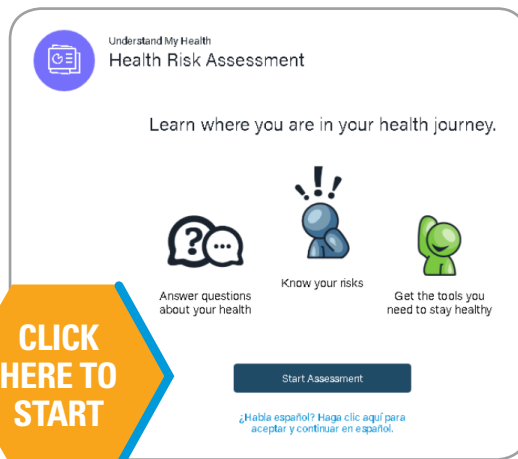 Understand My Health
Health Risk Assessment
Learn where you are in your health journey.
?
...
!!!
Answer questions
about your health
Know your risks
Get the tools you
need to stay healthy
CLICK
HERE TO
START
Start Assessment
¿Habla español? Haga clic aquí para
aceptar y continuar en español.